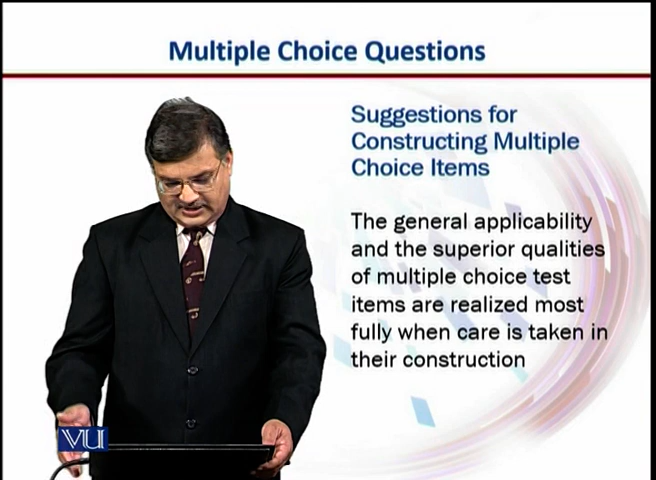 Multiple Choice Questions
Suggestions for
Constructing Multiple
Choice Items
The general applicability
and the superior qualities
of multiple choice test
items are realized most
fully when care is taken in
their construction
VU